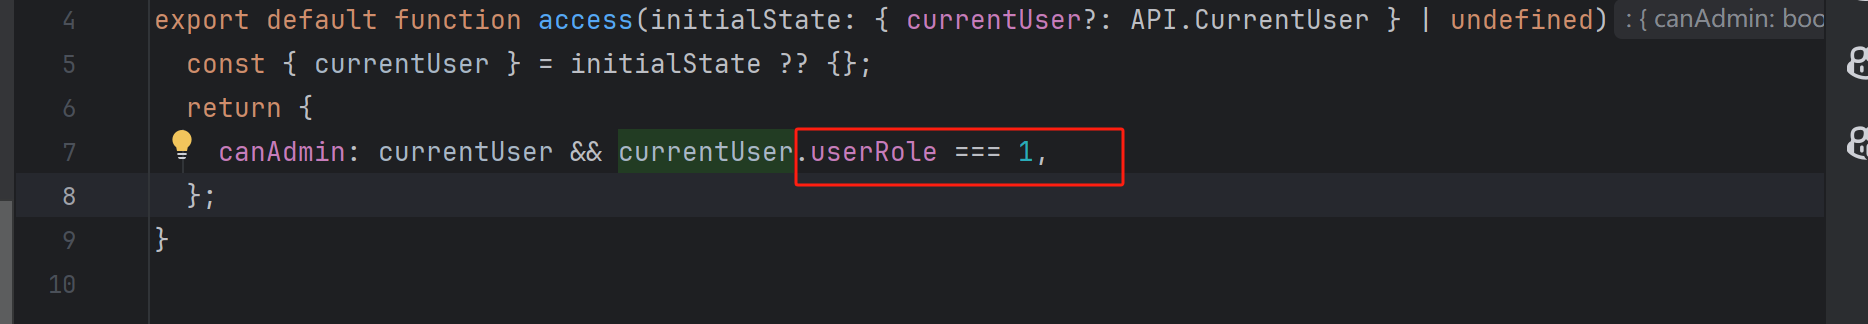 4 export default function access(initialState: { currentUser?: API.CurrentUser } | undefined) : { canAdmin: boo
5 const { currentUser } = initialState ?? {};
6 return {
7 canAdmin: currentUser && currentUser.userRole === 1,
8 };
9 }
10